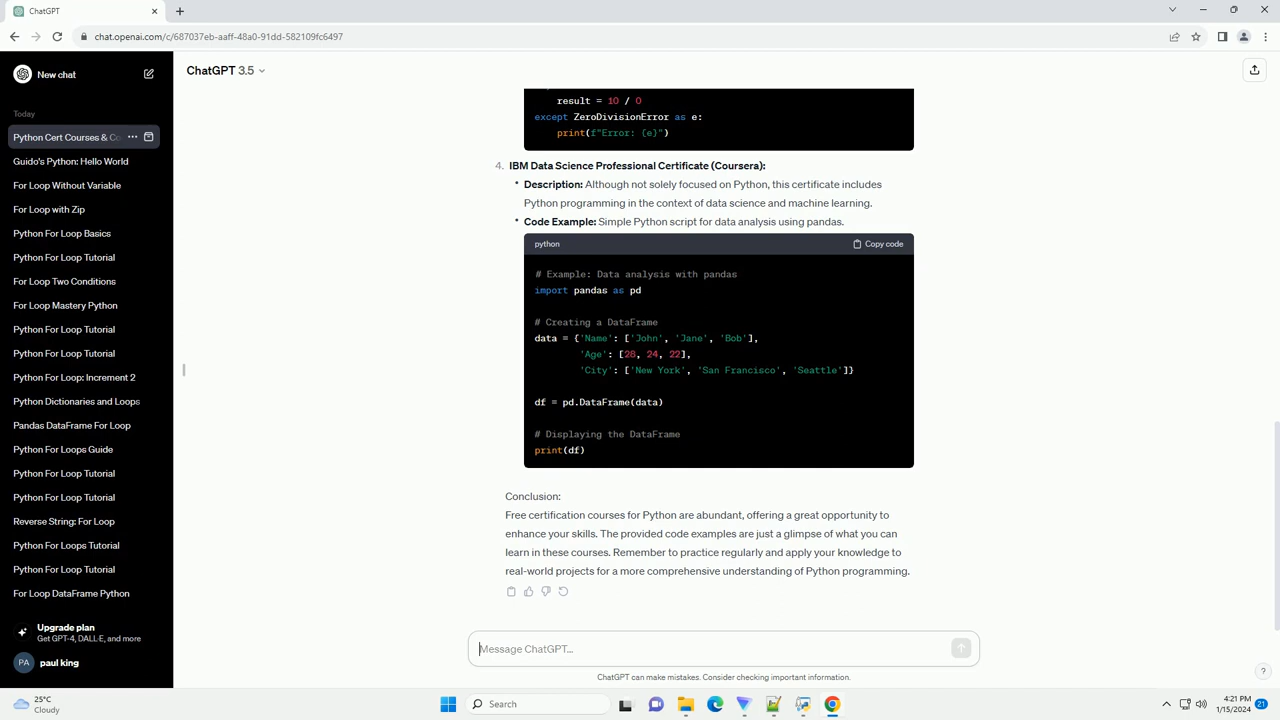 ChatGPT
chat.openai.com/c/687037eb-aaff-48a0-91dd-582109fc6497
New chat
Today
Python Cert Courses & Co
Guido's Python: Hello World
For Loop Without Variable
For Loop with Zip
Python For Loop Basics
Python For Loop Tutorial
For Loop Two Conditions
For Loop Mastery Python
Python For Loop Tutorial
Python For Loop Tutorial
Python For Loop: Increment 2
Python Dictionaries and Loops
Pandas DataFrame For Loop
Python For Loops Guide
Python For Loop Tutorial
Python For Loop Tutorial
Reverse String: For Loop
Python For Loops Tutorial
Python For Loop Tutorial
For Loop DataFrame Python
Upgrade plan
Get GPT-4, DALL·E, and more
PA paul king
ChatGPT 3.5
result = 10 / 0
except ZeroDivisionError as e:
print(f"Error: {e}")
4. IBM Data Science Professional Certificate (Coursera):
• Description: Although not solely focused on Python, this certificate includes
Python programming in the context of data science and machine learning.
• Code Example: Simple Python script for data analysis using pandas.
python Copy code
# Example: Data analysis with pandas
import pandas as pd
# Creating a DataFrame
data = {'Name': ['John', 'Jane', 'Bob'],
'Age': [28, 24, 22],
'City': ['New York', 'San Francisco', 'Seattle']}
df = pd.DataFrame(data)
# Displaying the DataFrame
print(df)
Conclusion:
Free certification courses for Python are abundant, offering a great opportunity to
enhance your skills. The provided code examples are just a glimpse of what you can
learn in these courses. Remember to practice regularly and apply your knowledge to
real-world projects for a more comprehensive understanding of Python programming.
Message ChatGPT...
ChatGPT can make mistakes. Consider checking important information.
?
25°C
Cloudy
Search
4:21 PM
1/15/2024
21